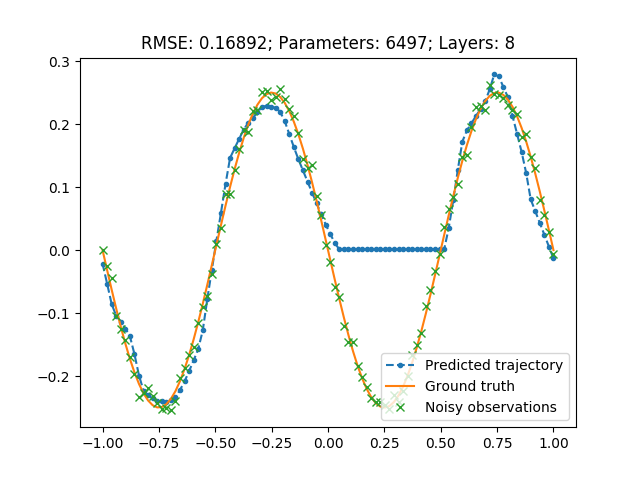 RMSE: 0.16892; Parameters: 6497; Layers: 8
0.3
0.2
0.1
0.0
−0.1
−0.2
Predicted trajectory
Ground truth
Noisy observations
−1.00 −0.75 −0.50 −0.25 0.00 0.25 0.50 0.75 1.00